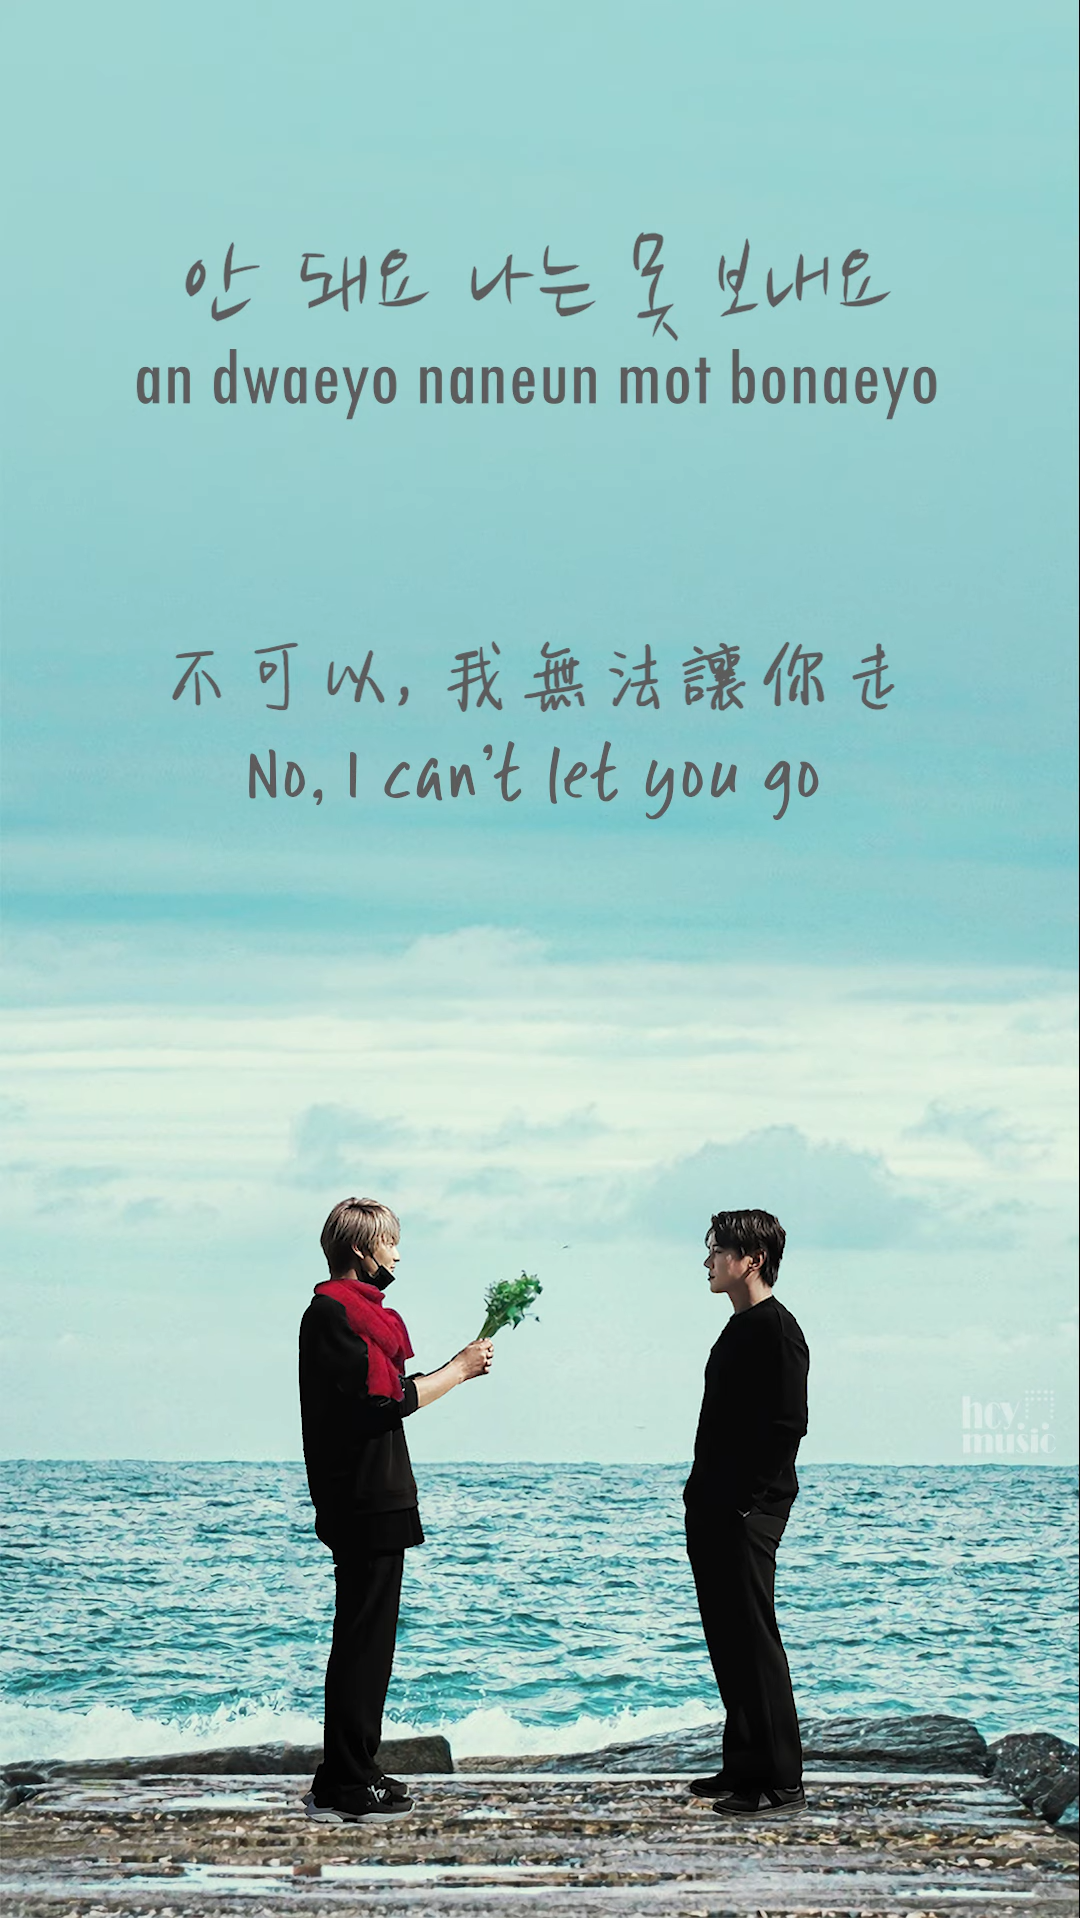 안 돼요 나는 못 보내요
an dwaeyo naneun mot bonaeyo
不可以, 我無法讓你走
No, I can't let you go
hcy
music